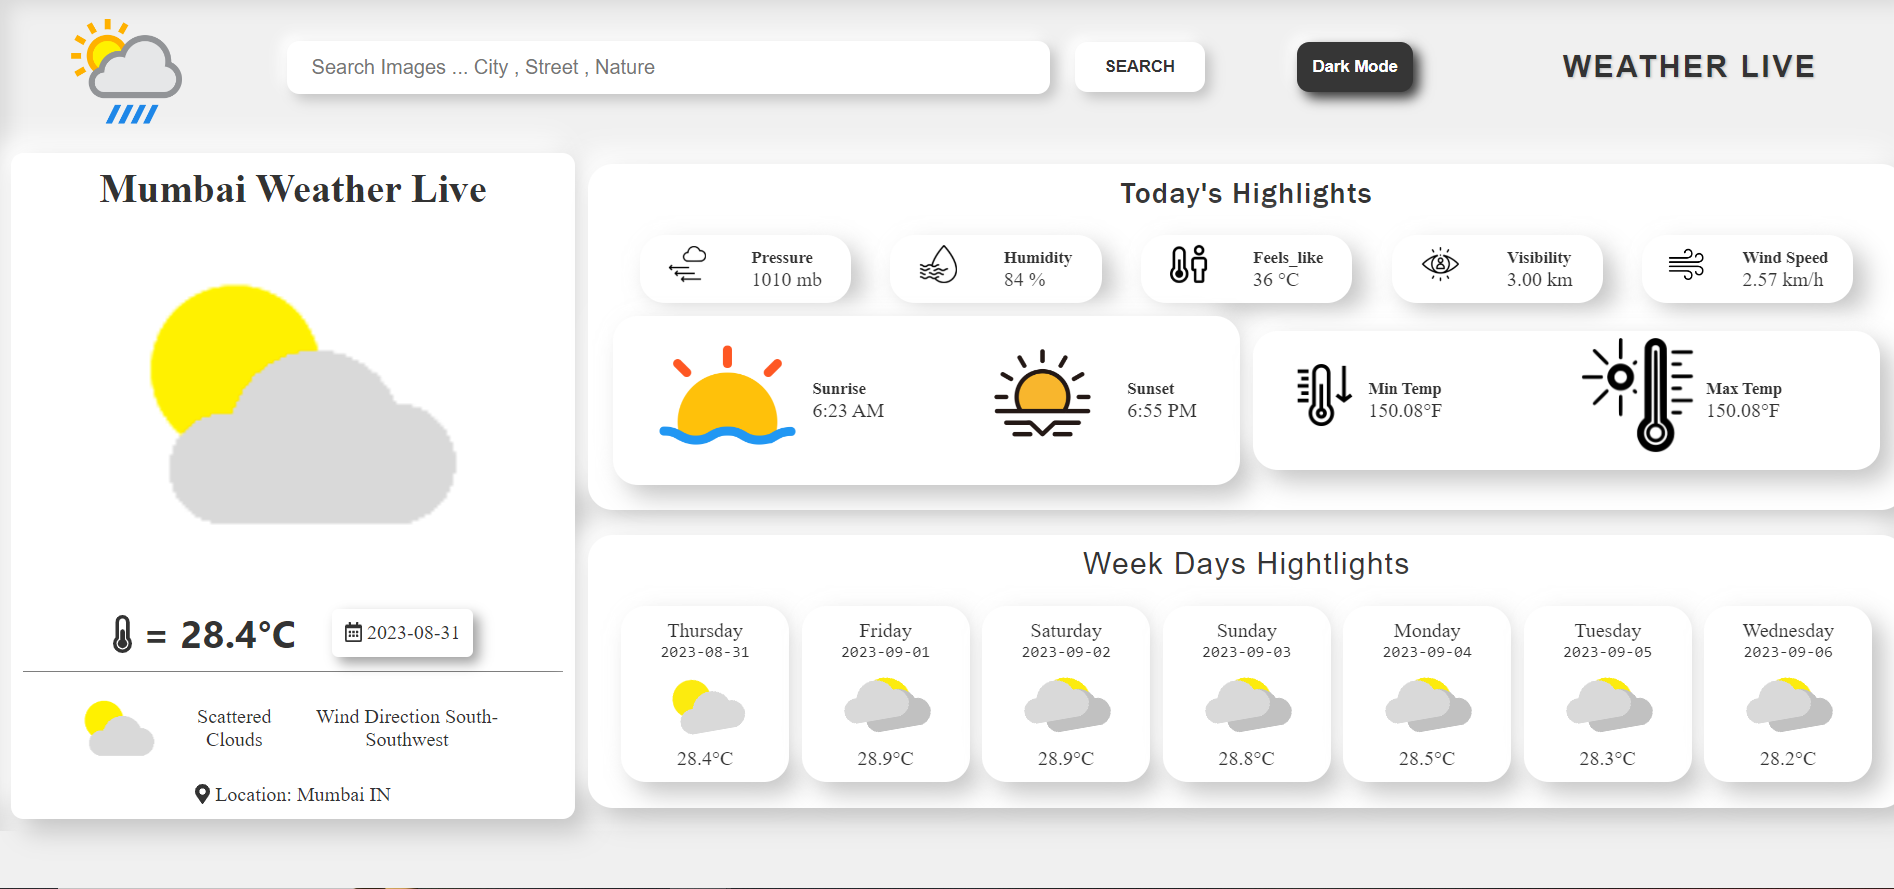 Search Images ... City , Street , Nature
SEARCH
Dark Mode
WEATHER LIVE
Mumbai Weather Live
= 28.4°C
2023-08-31
Scattered
Clouds
Wind Direction South-
Southwest
Location: Mumbai IN
Today's Highlights
Pressure
1010 mb
Humidity
84 %
Feels_like
36 °C
Visibility
3.00 km
Wind Speed
2.57 km/h
Sunrise
6:23 AM
Sunset
6:55 PM
Min Temp
150.08°F
Max Temp
150.08°F
Week Days Hightlights
Thursday
2023-08-31
28.4°C
Friday
2023-09-01
28.9°C
Saturday
2023-09-02
28.9°C
Sunday
2023-09-03
28.8°C
Monday
2023-09-04
28.5°C
Tuesday
2023-09-05
28.3°C
Wednesday
2023-09-06
28.2°C